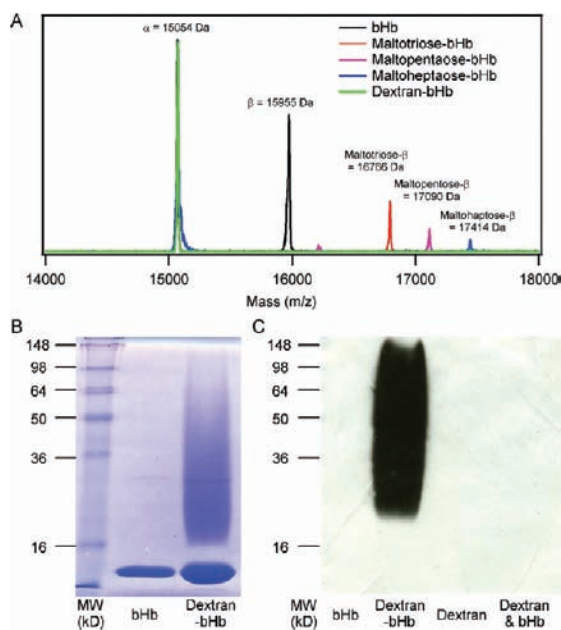 A
α = 15054 Da
bHb
Maltotriose-bHb
Maltopentaose-bHb
Maltoheptaose-bHb
Dextran-bHb
β = 15955 Da
Maltotriose-β
= 16766 Da
Maltopentose-β
= 17090 Da
Maltohaptose-β
= 17414 Da
14000 15000 16000 17000 18000
Mass (m/z)
B
148
98
64
50
36
16
MW
(kD)
bHb
Dextran
-bHb
C
148
98
64
50
36
16
MW
(kD)
bHb
Dextran
-bHb
Dextran
Dextran
& bHb